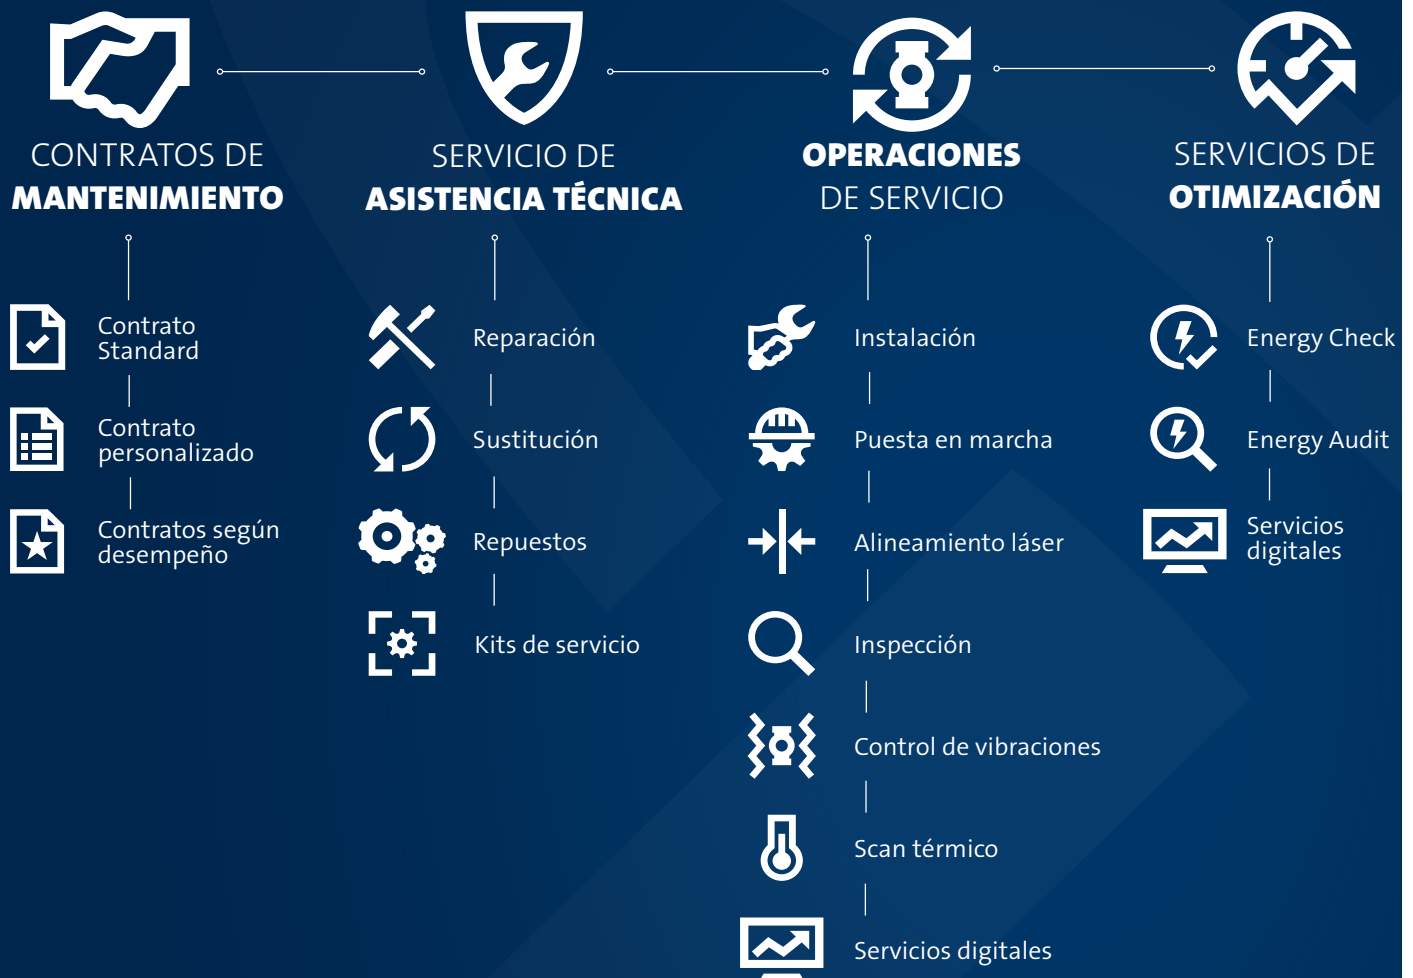 CONTRATOS DE
MANTENIMIENTO
Contrato
Standard
Contrato
personalizado
Contratos según
desempeño
SERVICIO DE
ASISTENCIA TÉCNICA
Reparación
Sustitución
Repuestos
Kits de servicio
OPERACIONES
DE SERVICIO
Instalación
Puesta en marcha
Alineamiento láser
Inspección
Control de vibraciones
Scan térmico
Servicios digitales
SERVICIOS DE
OTIMIZACIÓN
Energy Check
Energy Audit
Servicios
digitales